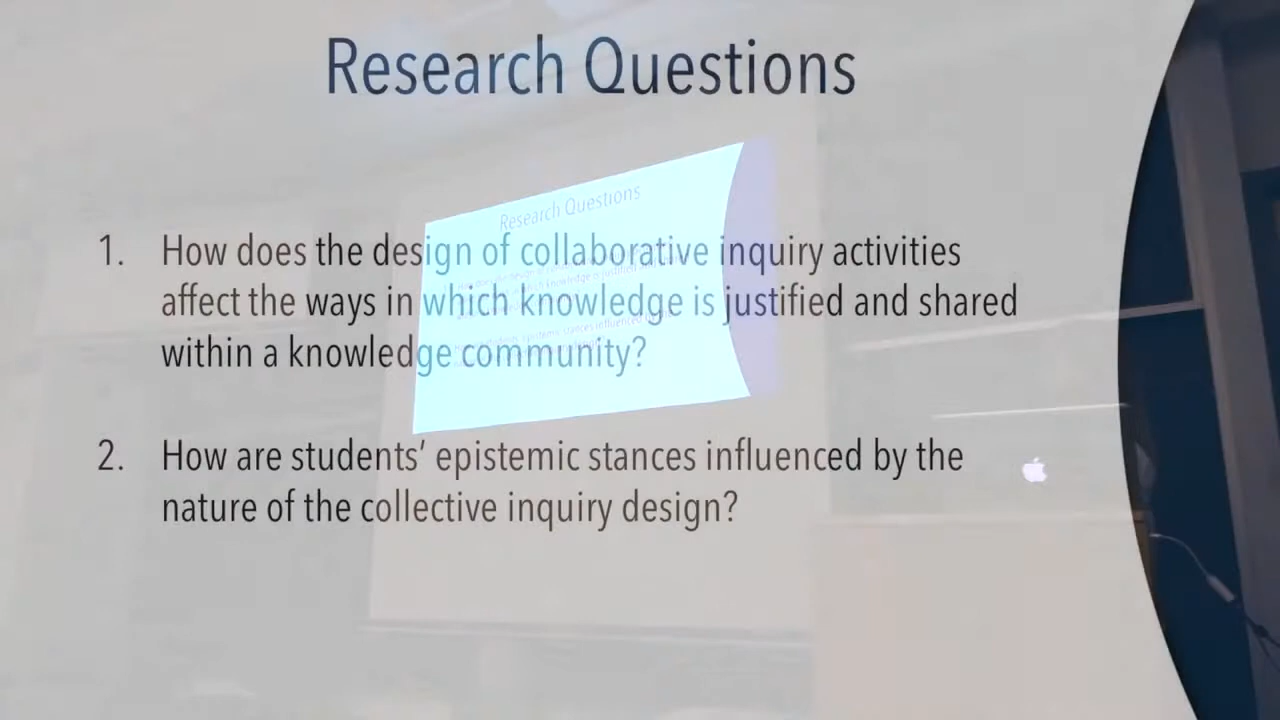 Research Questions
1. How does the design of collaborative inquiry activities
affect the ways in which knowledge is justified and shared
within a knowledge community?
2. How are students’ epistemic stances influenced by the
nature of the collective inquiry design?
Research Questions